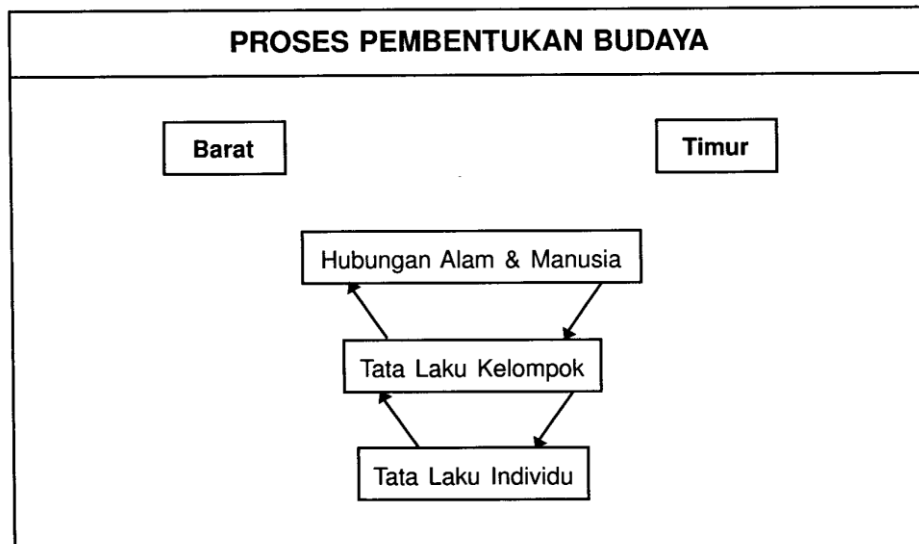 PROSES PEMBENTUKAN BUDAYA
Barat
Timur
Hubungan Alam & Manusia
Tata Laku Kelompok
Tata Laku Individu